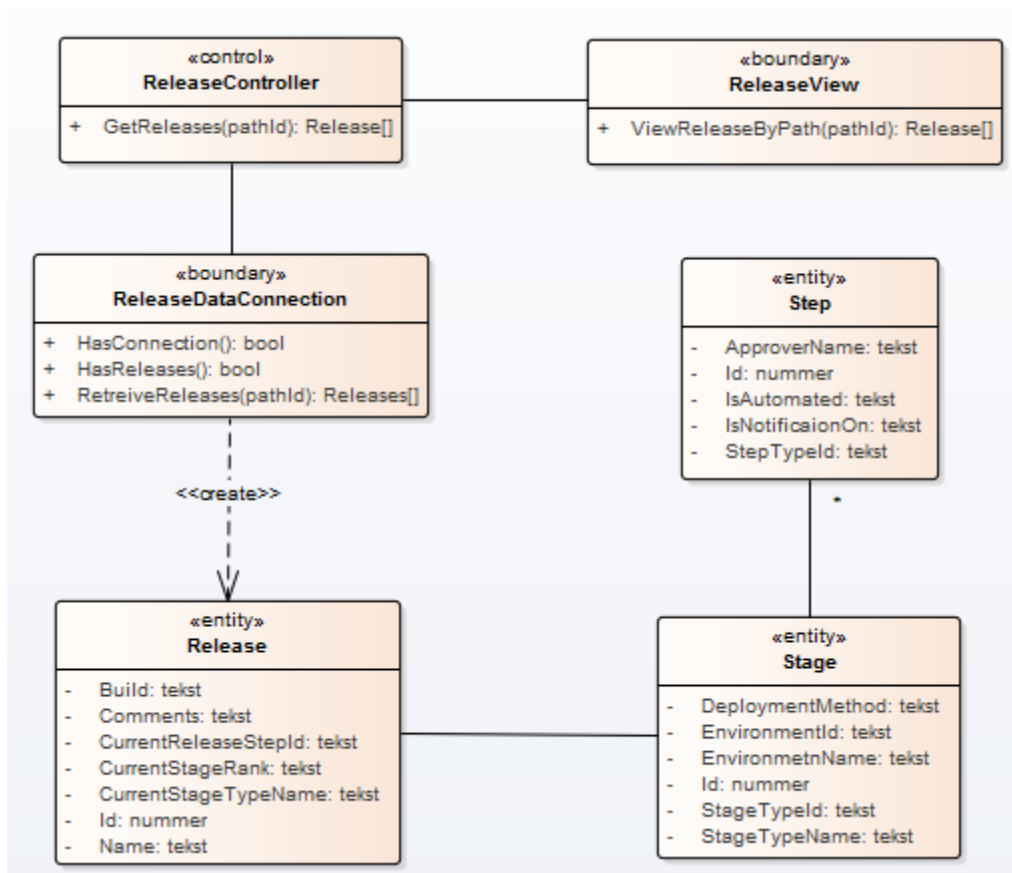 «control»
ReleaseController
+ GetReleases(pathId): Release[]
«boundary»
ReleaseView
+ ViewReleaseByPath(pathId): Release[]
«boundary»
ReleaseDataConnection
+ HasConnection(): bool
+ HasReleases(): bool
+ RetreiveReleases(pathId): Releases[]
«entity»
Step
- ApproverName: tekst
- Id: nummer
- IsAutomated: tekst
- IsNotificaionOn: tekst
- StepTypeId: tekst
*
<<create>>
«entity»
Release
- Build: tekst
- Comments: tekst
- CurrentReleaseStepId: tekst
- CurrentStageRank: tekst
- CurrentStageTypeName: tekst
- Id: nummer
- Name: tekst
«entity»
Stage
- DeploymentMethod: tekst
- EnvironmentId: tekst
- EnvironmetnName: tekst
- Id: nummer
- StageTypeId: tekst
- StageTypeName: tekst